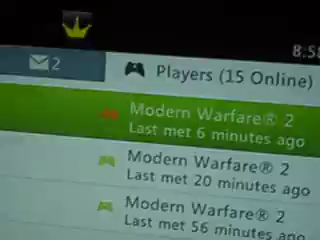 8:58
2
Players (15 Online)
Modern Warfare® 2
Last met 6 minutes ago
Modern Warfare® 2
Last met 20 minutes ago
Modern Warfare® 2
Last met 56 minutes ago